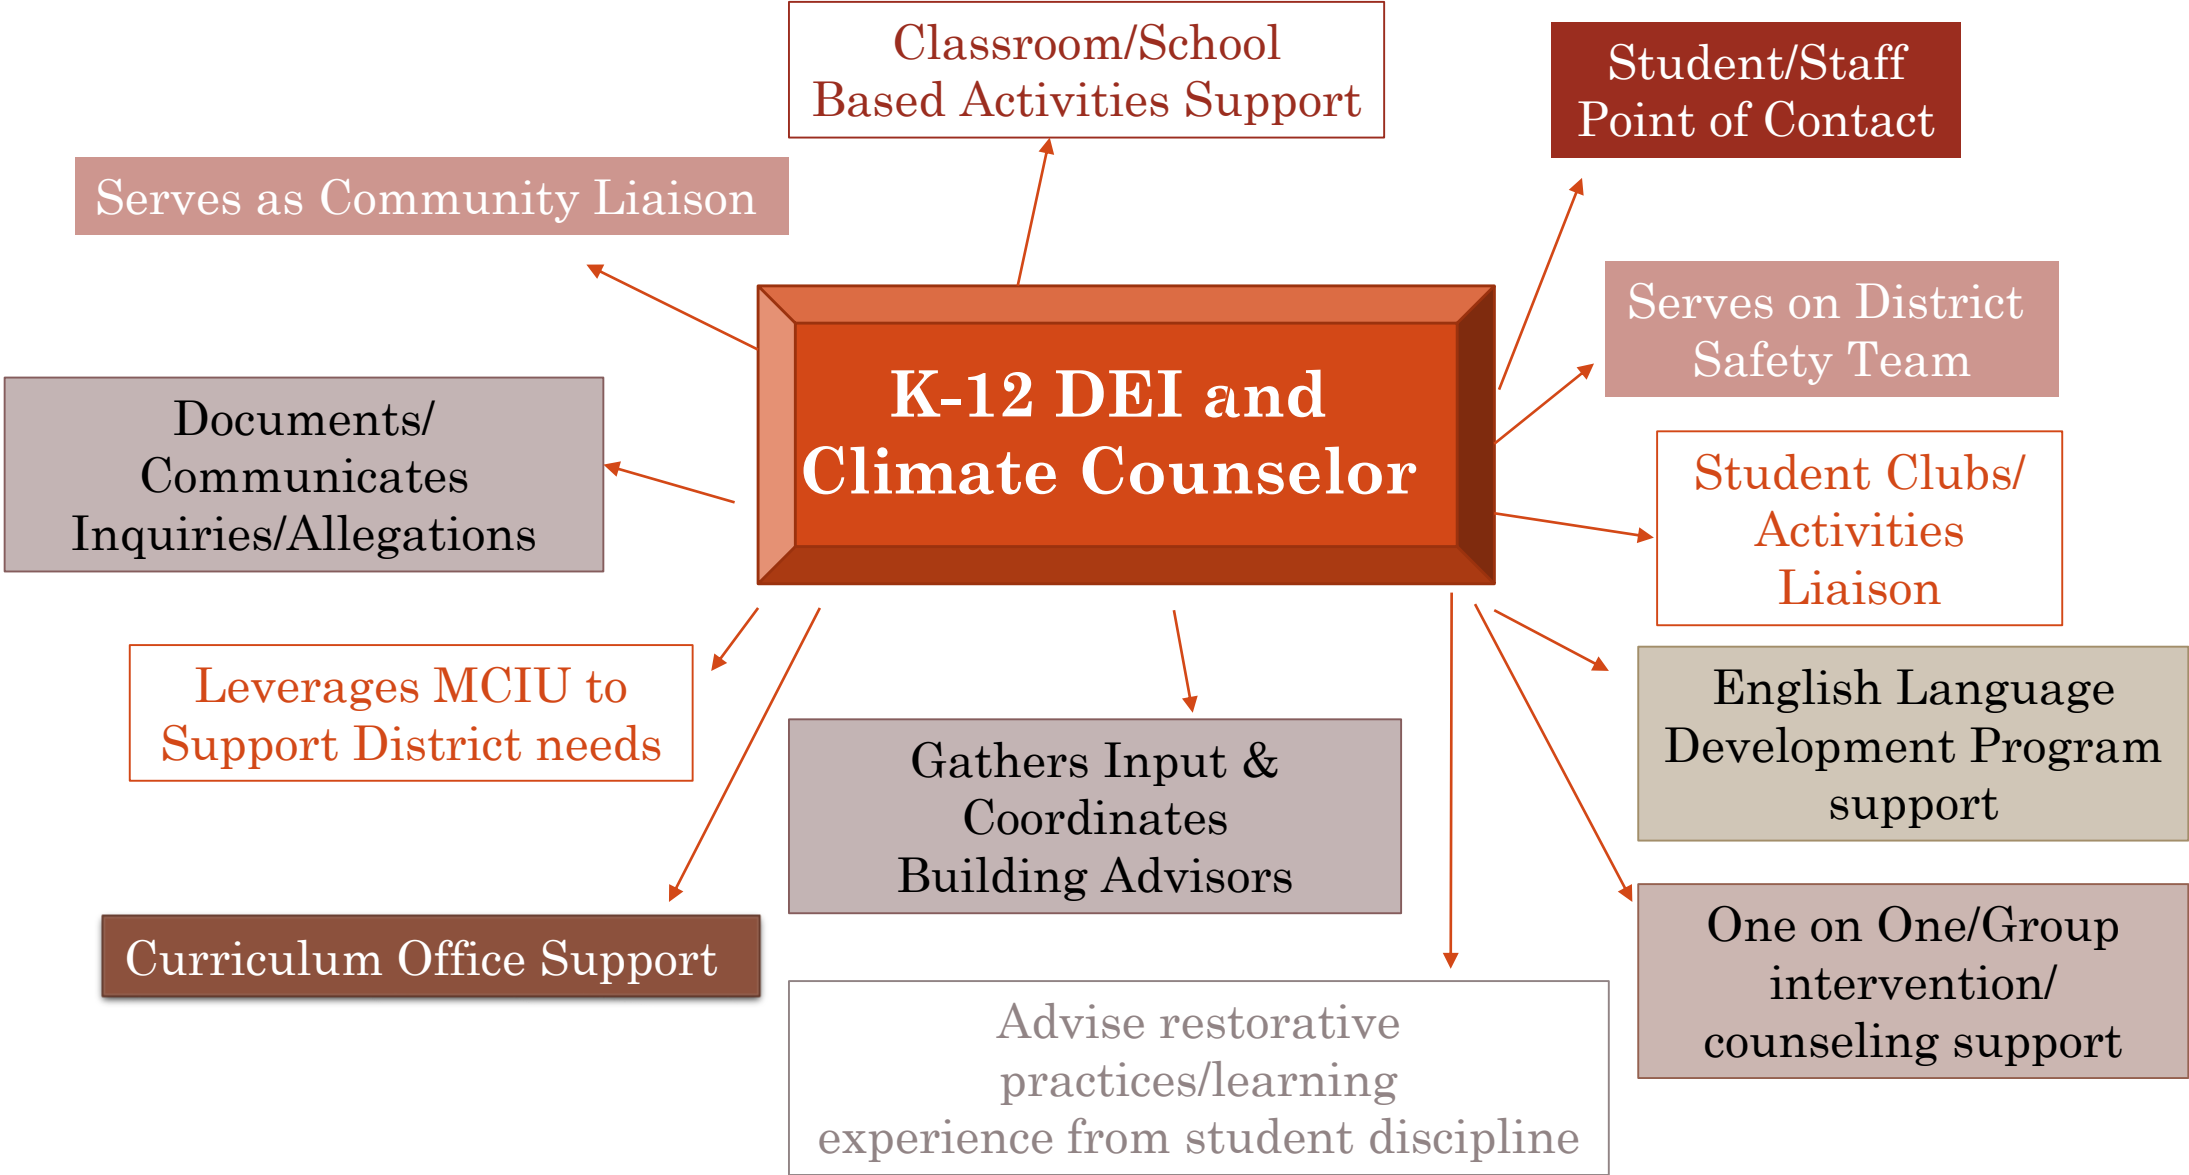 Classroom/School
Based Activities Support
Student/Staff
Point of Contact
Serves as Community Liaison
Serves on District
Safety Team
K-12 DEI and
Climate Counselor
Documents/
Communicates
Inquiries/Allegations
Student Clubs/
Activities
Liaison
Leverages MCIU to
Support District needs
English Language
Development Program
support
Gathers Input &
Coordinates
Building Advisors
Curriculum Office Support
One on One/Group
intervention/
counseling support
Advise restorative
practices/learning
experience from student discipline